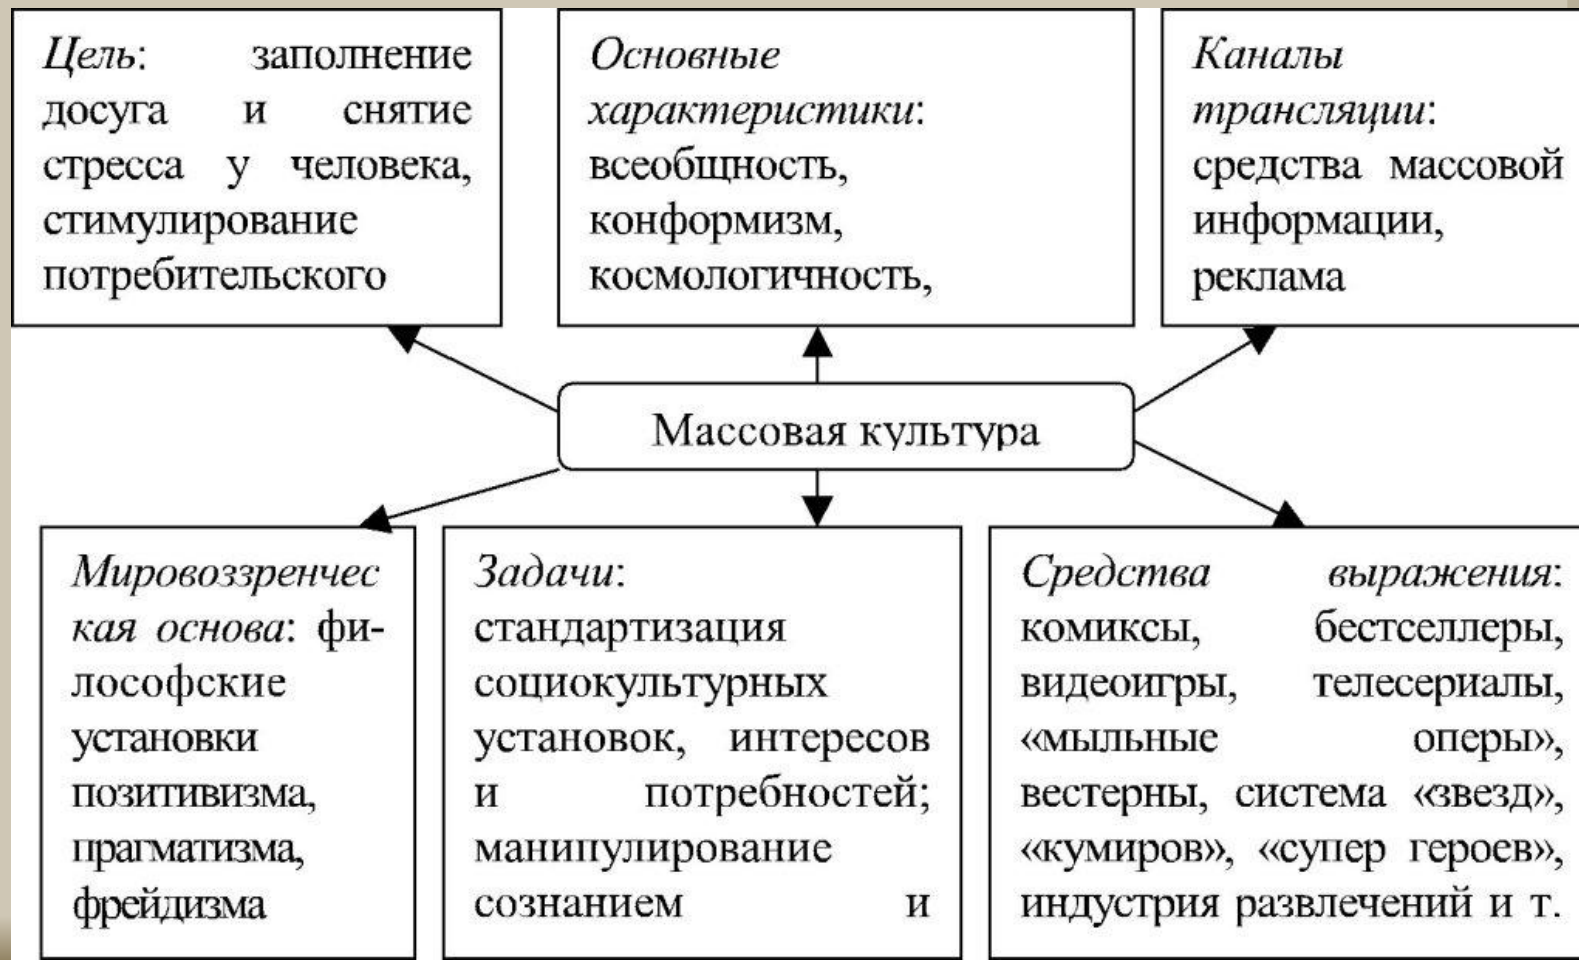 Цель: заполнение
досуга и снятие
стресса у человека,
стимулирование
потребительского
Основные
характеристики:
всеобщность,
конформизм,
космологичность,
Каналы
трансляции:
средства массовой
информации,
реклама
Массовая культура
Мировоззренчес
кая основа: фи-
лософские
установки
позитивизма,
прагматизма,
фрейдизма
Задачи:
стандартизация
социокультурных
установок, интересов
и потребностей;
манипулирование
сознанием и
Средства выражения:
комиксы, бестселлеры,
видеоигры, телесериалы,
«мыльные оперы»,
вестерны, система «звезд»,
«кумиров», «супер героев»,
индустрия развлечений и т.